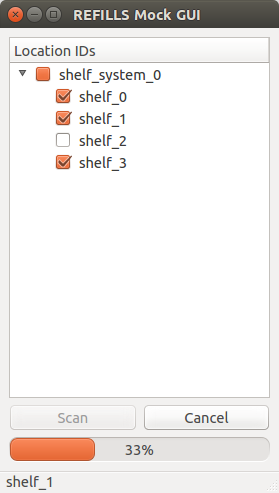 REFILLS Mock GUI
Location IDs
shelf_system_0
shelf_0
shelf_1
shelf_2
shelf_3
Scan
Cancel
33%
shelf_1